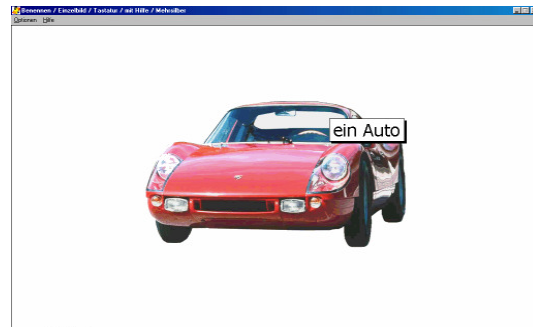 Benennen / Einzelbild / Tastatur / mit Hilfe / Mehrsilber
Optionen Hilfe
ein Auto